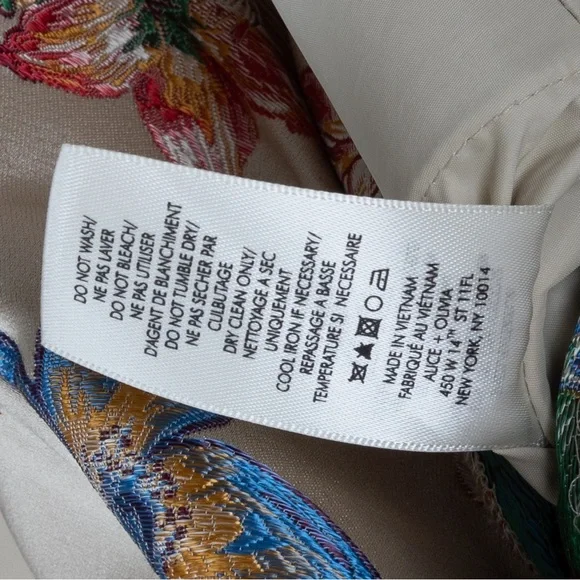 DO NOT WASH/
NE PAS LAVER
DO NOT BLEACH/
NE PAS UTILISER
D'AGENT DE BLANCHIMENT
DO NOT TUMBLE DRY/
NE PAS SECHER PAR
CULBUTAGE
DRY CLEAN ONLY/
NETTOYAGE A SEC
UNIQUEMENT
COOL IRON IF NECESSARY/
REPASSAGE A BASSE
TEMPERATURE SI NECESSAIRE
MADE IN VIETNAM
FABRIQUÉ AU VIETNAM
ALICE + OLIVIA
450 W 14TH ST 11FL
NEW YORK, NY 10014